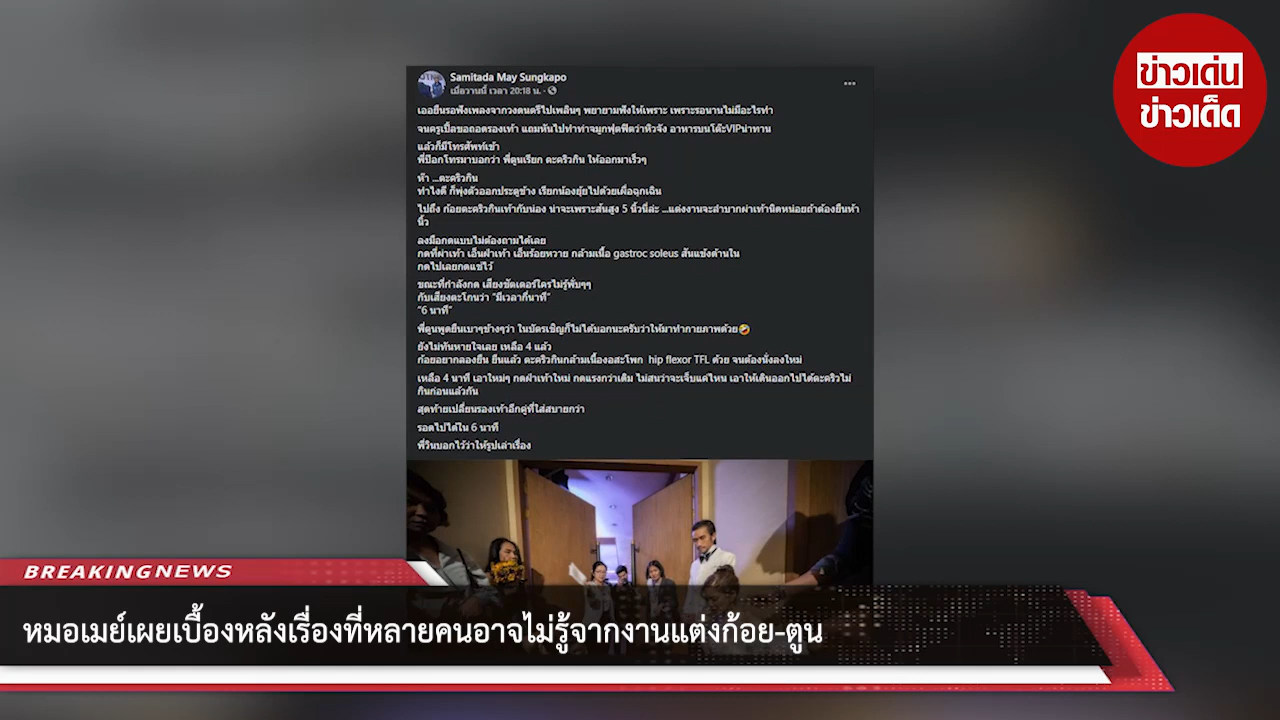 ข่าวเด่น
ข่าวเด็ด
Samitada May Sungkapo
เมื่อวานนี้ เวลา 20:18 น. ·
เออยืนรอฟังเพลงจากวงดนตรีไปเพลินๆ พยายามฟังให้เพราะ เพราะรอนานไม่มีอะไรทำ
จนครูเบิ้ลขอถอดรองเท้า แถมหันไปทำท่าจมูกฟุดฟิดว่าหิวจัง อาหารบนโต๊ะVIPน่าทาน
แล้วก็มีโทรศัพท์เข้า
พี่ป๊อกโทรมาบอกว่า พี่ตูนเรียก ตะคริวกิน ให้ออกมาเร็วๆ
ห๊า ...ตะคริวกิน
ทำไงดี ก็พุ่งตัวออกประตูข้าง เรียกน้องยุ้ยไปด้วยเผื่อฉุกเฉิน
ไปถึง ก้อยตะคริวกินเท้ากับน่อง น่าจะเพราะส้นสูง 5 นิ้วนี่ล่ะ ...แต่งงานจะลำบากฝ่าเท้านิดหน่อยถ้าต้องยืนห้า
นิ้ว
ลงมือกดแบบไม่ต้องถามได้เลย
กดที่ฝ่าเท้า เอ็นฝ่าเท้า เอ็นร้อยหวาย กล้ามเนื้อ gastroc soleus สันแข้งด้านใน
กดไปเลยกดแช่ไว้
ขณะที่กำลังกด เสียงชัตเตอร์ใครไม่รู้พั่บๆๆ
กับเสียงตะโกนว่า "มีเวลากี่นาที"
"6 นาที"
พี่ตูนพูดยืนเบาๆข้างๆว่า ในบัตรเชิญก็ไม่ได้บอกนะครับว่าให้มาทำกายภาพด้วย🤣
ยังไม่ทันหายใจเลย เหลือ 4 แล้ว
ก้อยอยากลองยืน ยืนแล้ว ตะคริวกินกล้ามเนื้องอสะโพก hip flexor TFL ด้วย จนต้องนั่งลงใหม่
เหลือ 4 นาที เอาใหม่ๆ กดฝ่าเท้าใหม่ กดแรงกว่าเดิม ไม่สนว่าจะเจ็บแค่ไหน เอาให้เดินออกไปได้ตะคริวไม่
กินก่อนแล้วกัน
สุดท้ายเปลี่ยนรองเท้าอีกคู่ที่ใส่สบายกว่า
รอดไปได้ใน 6 นาที
พี่วินบอกไว้ว่าให้รูปเล่าเรื่อง
BREAKING NEWS
หมอเมย์เผยเบื้องหลังเรื่องที่หลายคนอาจไม่รู้จากงานแต่งก้อย-ตูน